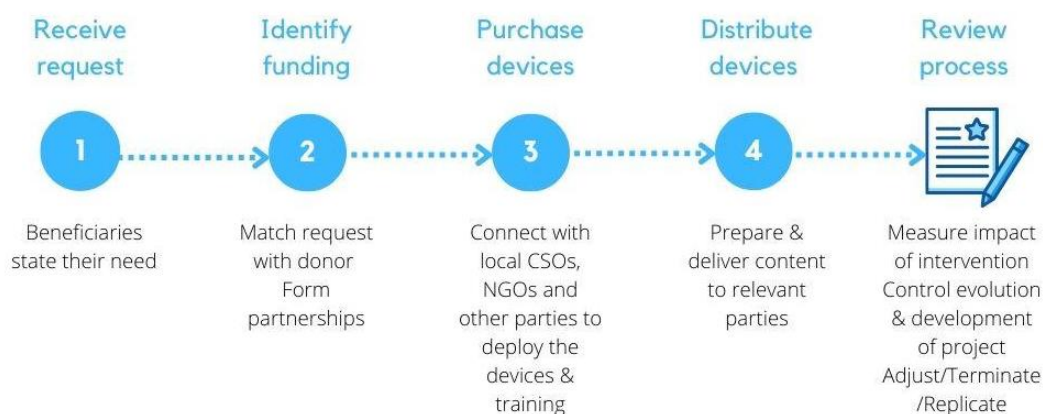 Receive
request
Identify
funding
Purchase
devices
Distribute
devices
Review
process
1
2
3
4
Beneficiaries
state their need
Match request
with donor
Form
partnerships
Connect with
local CSOs,
NGOs and
other parties to
deploy the
devices &
training
Prepare &
deliver content
to relevant
parties
Measure impact
of intervention
Control evolution
& development
of project
Adjust/Terminate
/Replicate